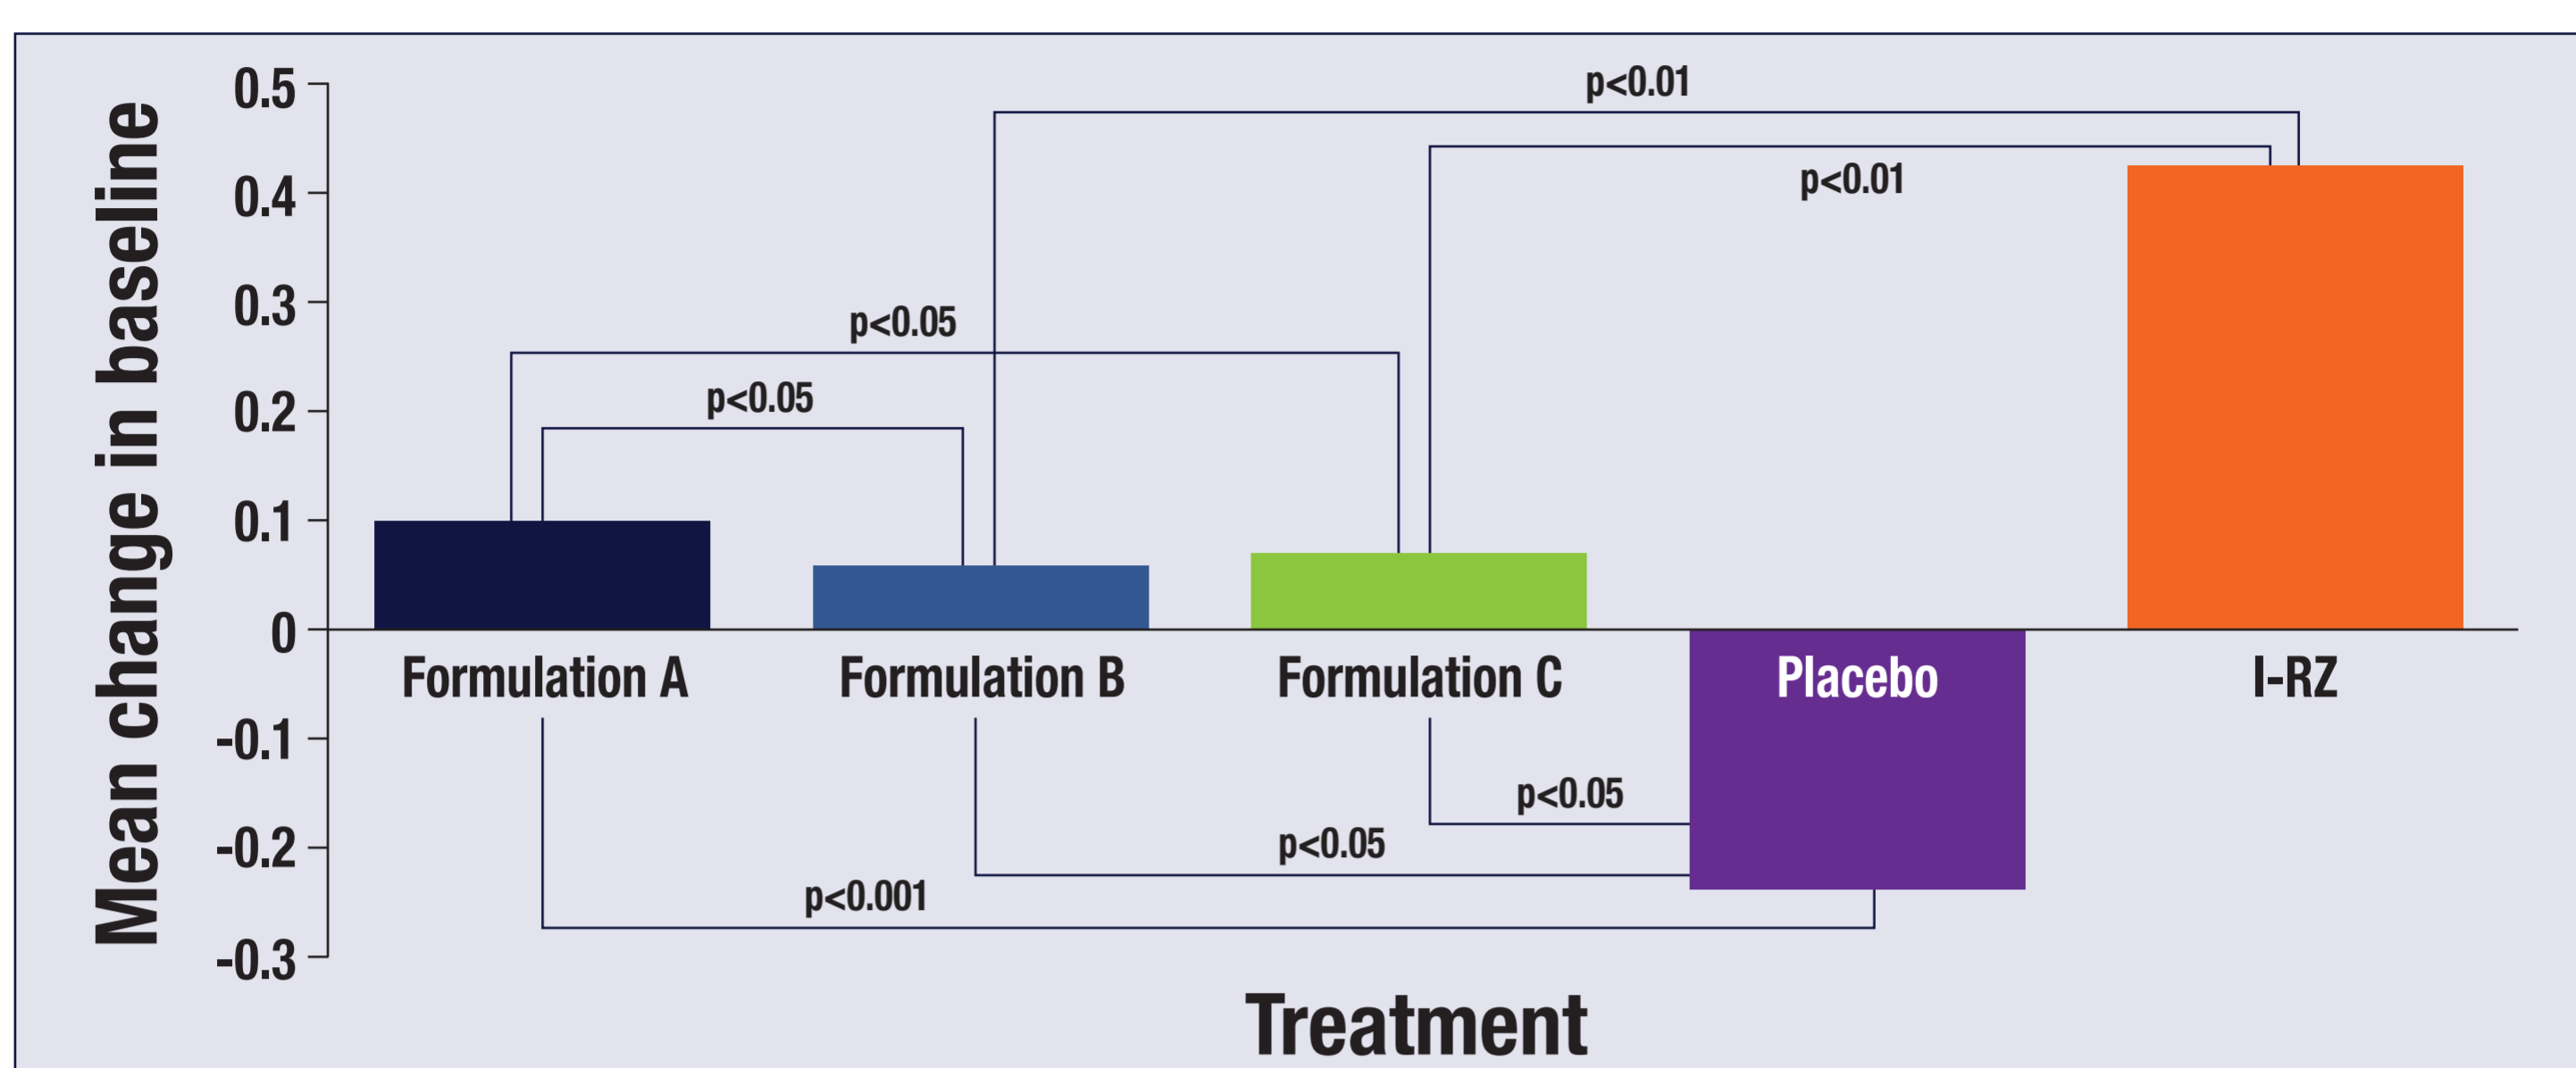 Mean change in baseline
0.5
0.4
0.3
0.2
0.1
0
-0.1
-0.2
-0.3
p<0.01
p<0.01
p<0.05
p<0.05
Formulation A
Formulation B
Formulation C
Placebo
I-RZ
p<0.05
p<0.05
p<0.001
Treatment